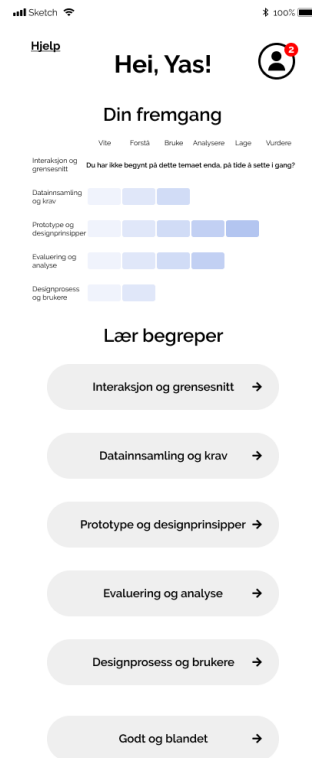 Sketch 100%
Hjelp
2
Hei, Yas!
Din fremgang
Vite Forstå Bruke Analysere Lage Vurdere
Interaksjon og
grensesnitt
Du har ikke begynt på dette temaet enda, på tide å sette i gang?
Datainnsamling
og krav
Prototype og
designprinsipper
Evaluering og
analyse
Designprosess
og brukere
Lær begreper
Interaksjon og grensesnitt
Datainnsamling og krav
Prototype og designprinsipper
Evaluering og analyse
Designprosess og brukere
Godt og blandet